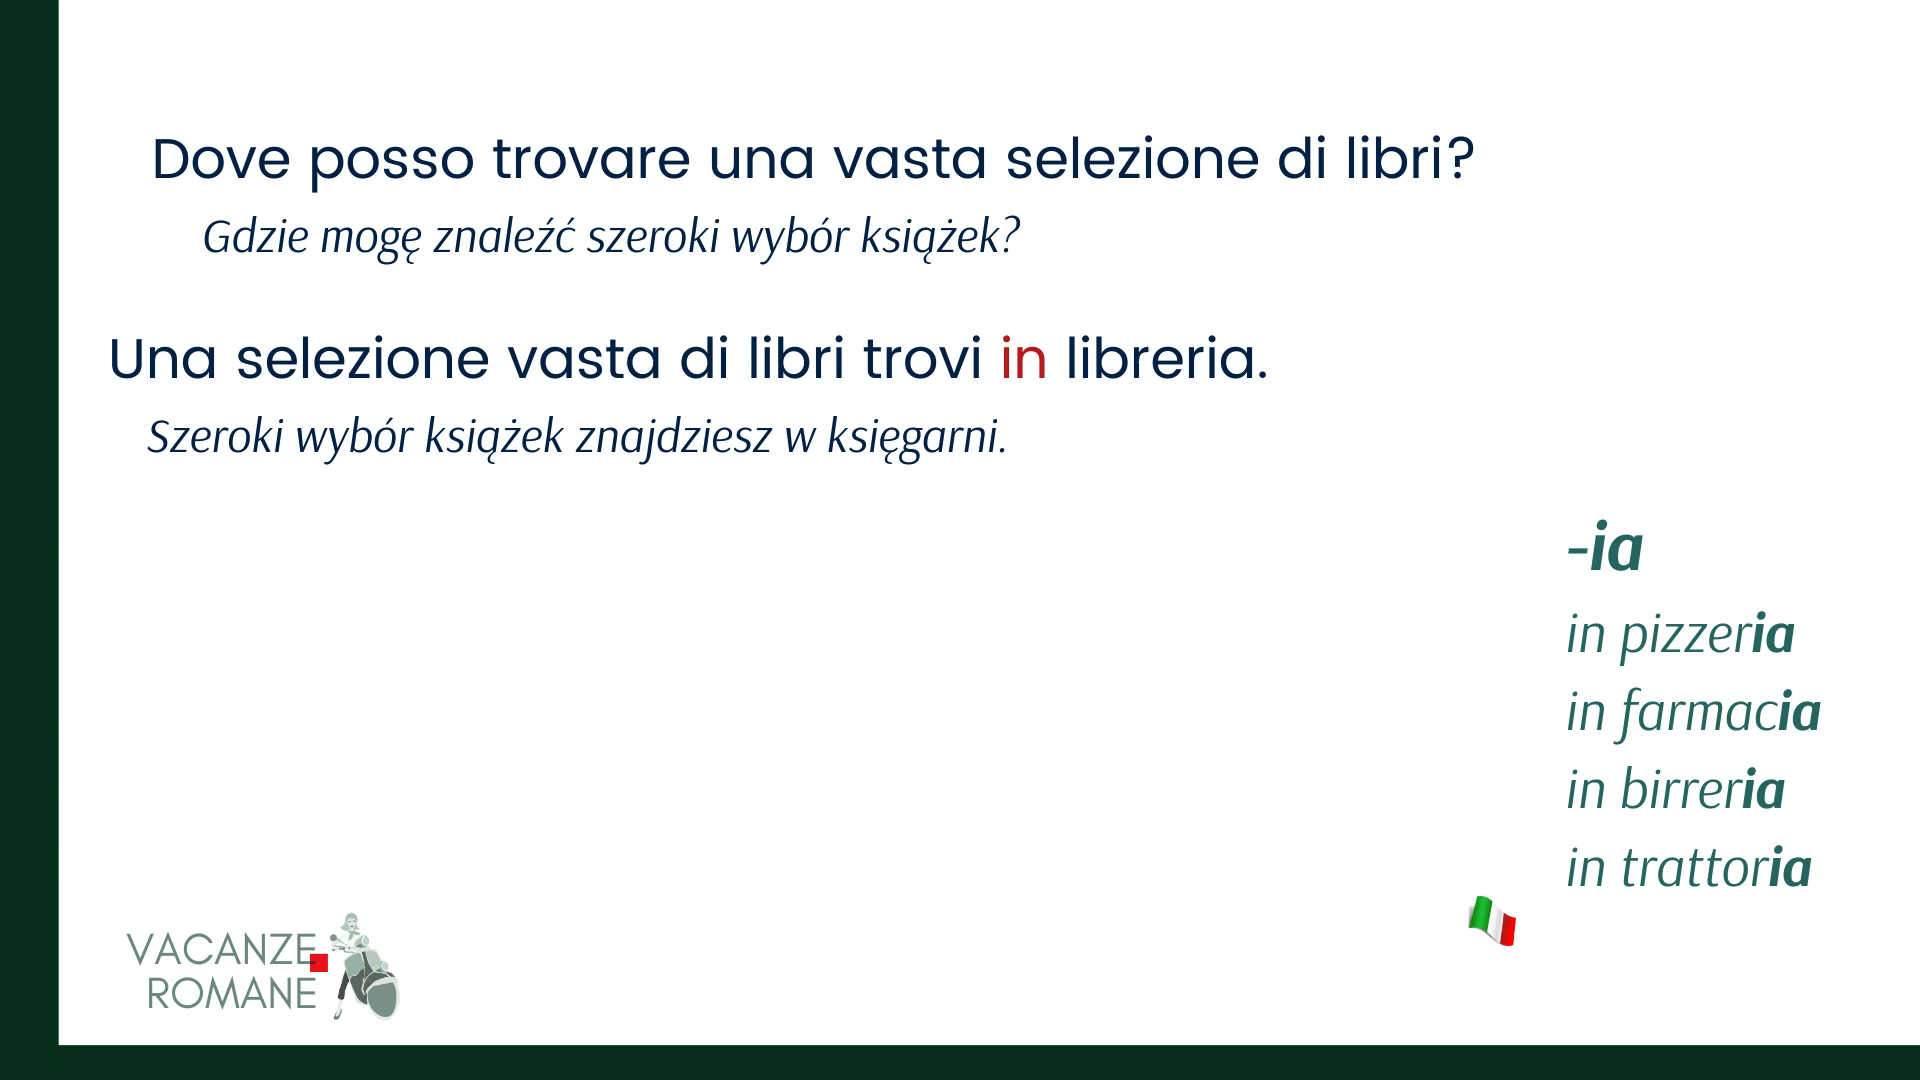 Dove posso trovare una vasta selezione di libri?
Gdzie mogę znaleźć szeroki wybór książek?
Una selezione vasta di libri trovi in libreria.
Szeroki wybór książek znajdziesz w księgarni.
-ia
in pizzeria
in farmacia
in birreria
in trattoria
VACANZE
ROMANE